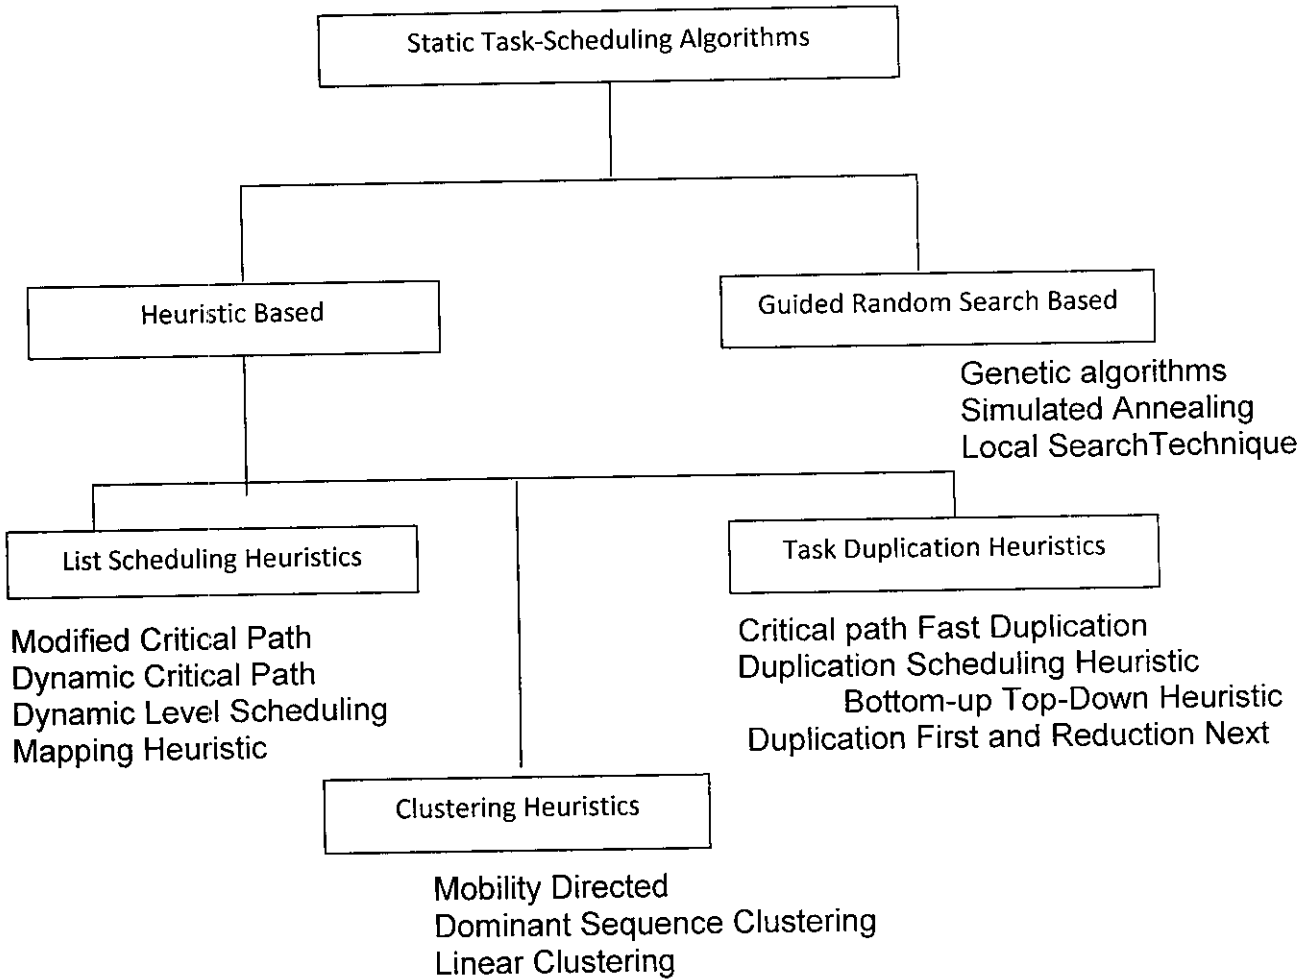 Static Task-Scheduling Algorithms
Heuristic Based
Guided Random Search Based
Genetic algorithms
Simulated Annealing
Local SearchTechnique
List Scheduling Heuristics
Modified Critical Path
Dynamic Critical Path
Dynamic Level Scheduling
Mapping Heuristic
Task Duplication Heuristics
Critical path Fast Duplication
Duplication Scheduling Heuristic
Bottom-up Top-Down Heuristic
Duplication First and Reduction Next
Clustering Heuristics
Mobility Directed
Dominant Sequence Clustering
Linear Clustering